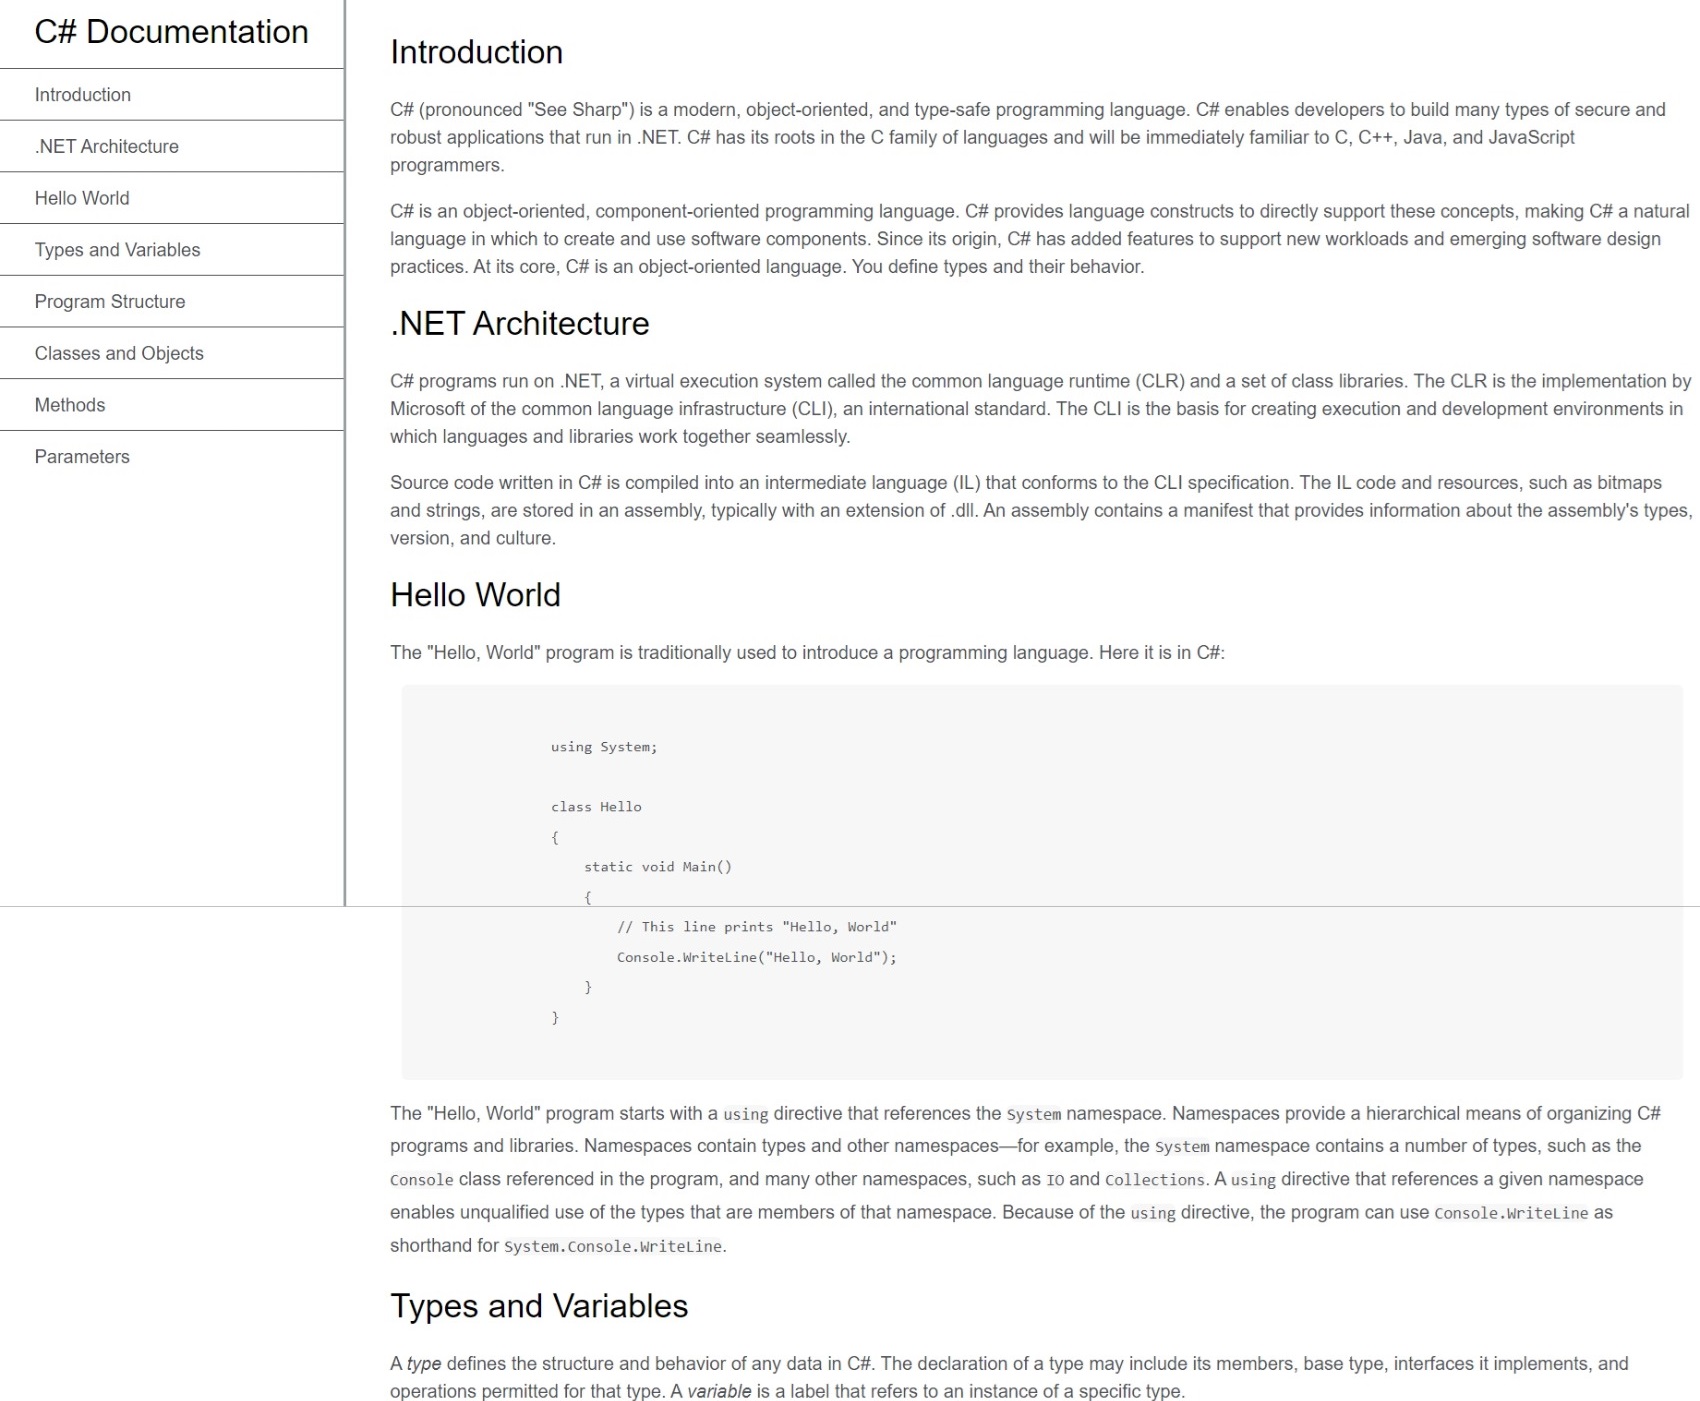 C# Documentation
Introduction
.NET Architecture
Hello World
Types and Variables
Program Structure
Classes and Objects
Methods
Parameters
Introduction
C# (pronounced "See Sharp") is a modern, object-oriented, and type-safe programming language. C# enables developers to build many types of secure and
robust applications that run in .NET. C# has its roots in the C family of languages and will be immediately familiar to C, C++, Java, and JavaScript
programmers.
C# is an object-oriented, component-oriented programming language. C# provides language constructs to directly support these concepts, making C# a natural
language in which to create and use software components. Since its origin, C# has added features to support new workloads and emerging software design
practices. At its core, C# is an object-oriented language. You define types and their behavior.
.NET Architecture
C# programs run on .NET, a virtual execution system called the common language runtime (CLR) and a set of class libraries. The CLR is the implementation by
Microsoft of the common language infrastructure (CLI), an international standard. The CLI is the basis for creating execution and development environments in
which languages and libraries work together seamlessly.
Source code written in C# is compiled into an intermediate language (IL) that conforms to the CLI specification. The IL code and resources, such as bitmaps
and strings, are stored in an assembly, typically with an extension of .dll. An assembly contains a manifest that provides information about the assembly's types,
version, and culture.
Hello World
The "Hello, World" program is traditionally used to introduce a programming language. Here it is in C#:
using System;
class Hello
{
static void Main()
{
// This line prints "Hello, World"
Console.WriteLine("Hello, World");
}
}
The "Hello, World" program starts with a using directive that references the System namespace. Namespaces provide a hierarchical means of organizing C#
programs and libraries. Namespaces contain types and other namespaces—for example, the System namespace contains a number of types, such as the
Console class referenced in the program, and many other namespaces, such as IO and Collections. A using directive that references a given namespace
enables unqualified use of the types that are members of that namespace. Because of the using directive, the program can use Console.WriteLine as
shorthand for System.Console.WriteLine.
Types and Variables
A type defines the structure and behavior of any data in C#. The declaration of a type may include its members, base type, interfaces it implements, and
operations permitted for that type. A variable is a label that refers to an instance of a specific type.